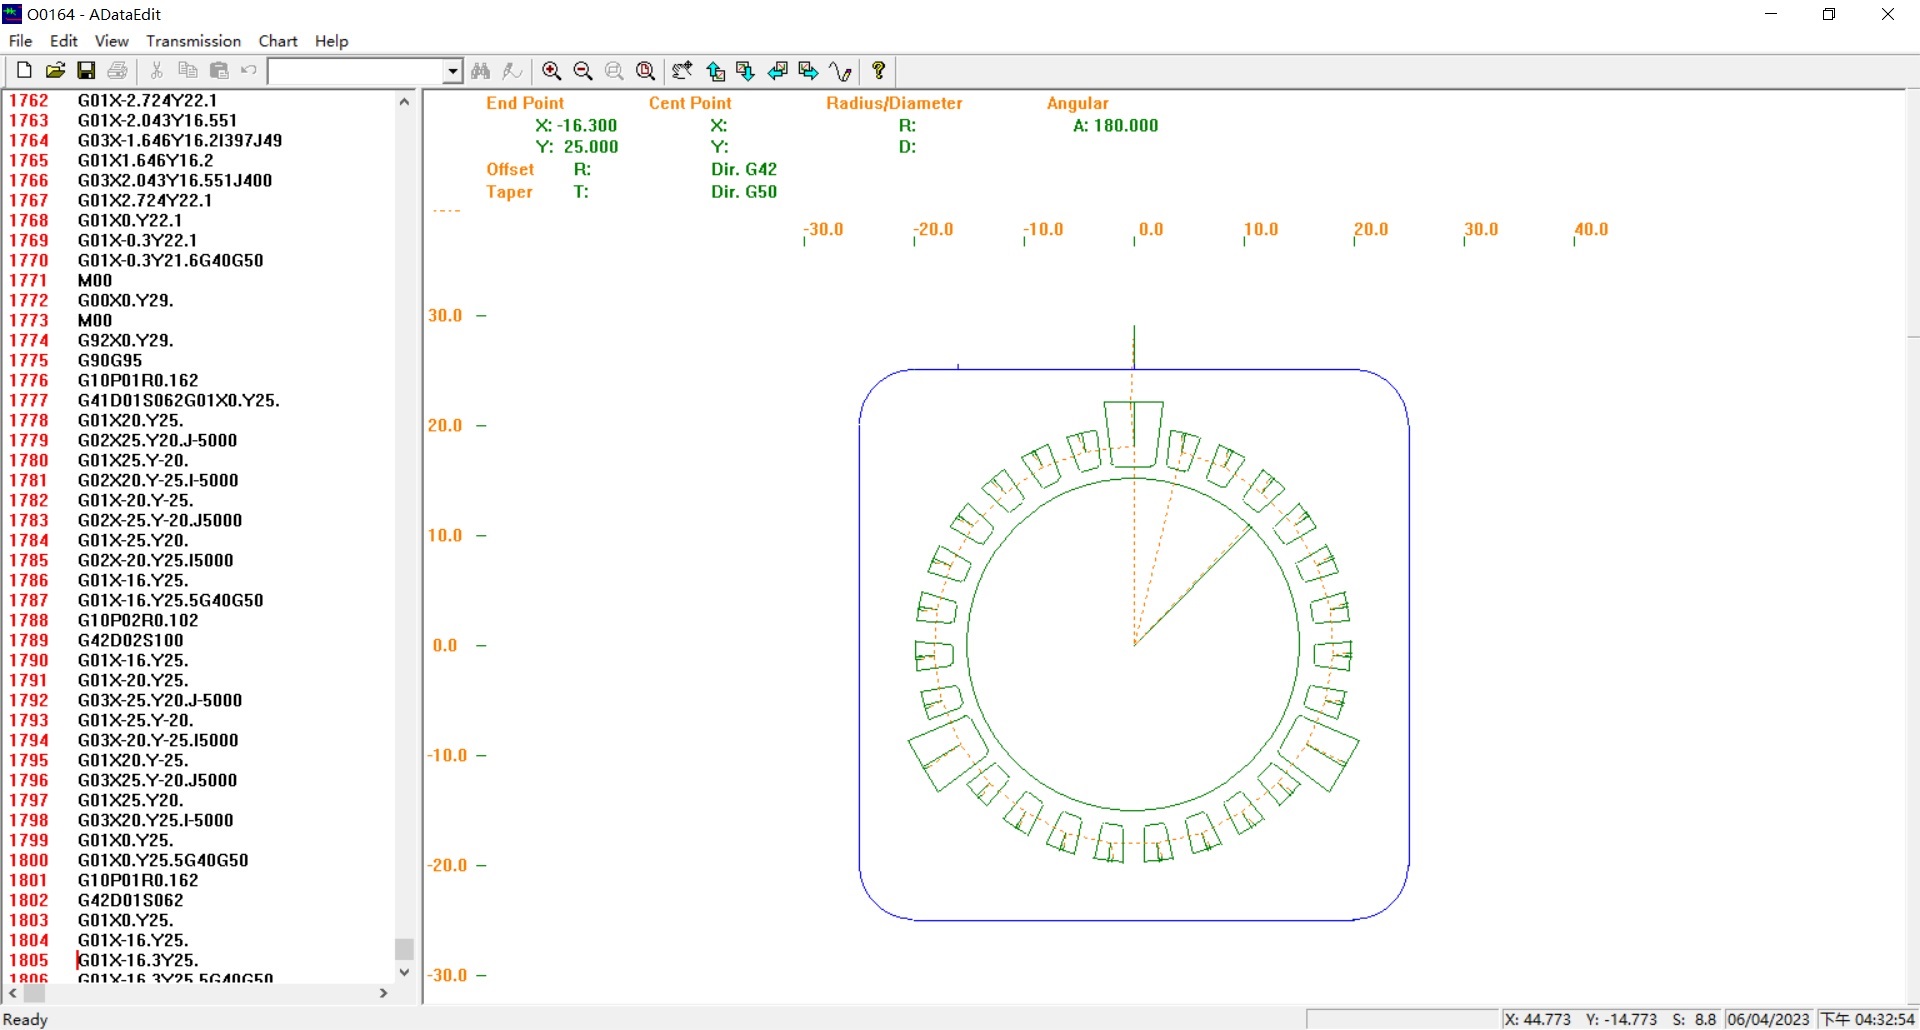 O0164 - ADataEdit
File Edit View Transmission Chart Help
1762 G01X-2.724Y22.1
1763 G01X-2.043Y16.551
1764 G03X-1.646Y16.2I397J49
1765 G01X1.646Y16.2
1766 G03X2.043Y16.551J400
1767 G01X2.724Y22.1
1768 G01X0.Y22.1
1769 G01X-0.3Y22.1
1770 G01X-0.3Y21.6G40G50
1771 M00
1772 G00X0.Y29.
1773 M00
1774 G92X0.Y29.
1775 G90G95
1776 G10P01R0.162
1777 G41D01S062G01X0.Y25.
1778 G01X20.Y25.
1779 G02X25.Y20.J-5000
1780 G01X25.Y-20.
1781 G02X20.Y-25.I-5000
1782 G01X-20.Y-25.
1783 G02X-25.Y-20.J5000
1784 G01X-25.Y20.
1785 G02X-20.Y25.I5000
1786 G01X-16.Y25.
1787 G01X-16.Y25.5G40G50
1788 G10P02R0.102
1789 G42D02S100
1790 G01X-16.Y25.
1791 G01X-20.Y25.
1792 G03X-25.Y20.J-5000
1793 G01X-25.Y-20.
1794 G03X-20.Y-25.I5000
1795 G01X20.Y-25.
1796 G03X25.Y-20.J5000
1797 G01X25.Y20.
1798 G03X20.Y25.I-5000
1799 G01X0.Y25.
1800 G01X0.Y25.5G40G50
1801 G10P01R0.162
1802 G42D01S062
1803 G01X0.Y25.
1804 G01X-16.Y25.
1805 G01X-16.3Y25.
1806 G01X-16.3Y25.5G40G50
End Point Cent Point Radius/Diameter Angular
X: -16.300 X: R: A: 180.000
Y: 25.000 Y: D:
Offset R: Dir. G42
Taper T: Dir. G50
-30.0 -20.0 -10.0 0.0 10.0 20.0 30.0 40.0
30.0
20.0
10.0
0.0
-10.0
-20.0
-30.0
Ready X: 44.773 Y: -14.773 S: 8.8 06/04/2023 下午 04:32:54